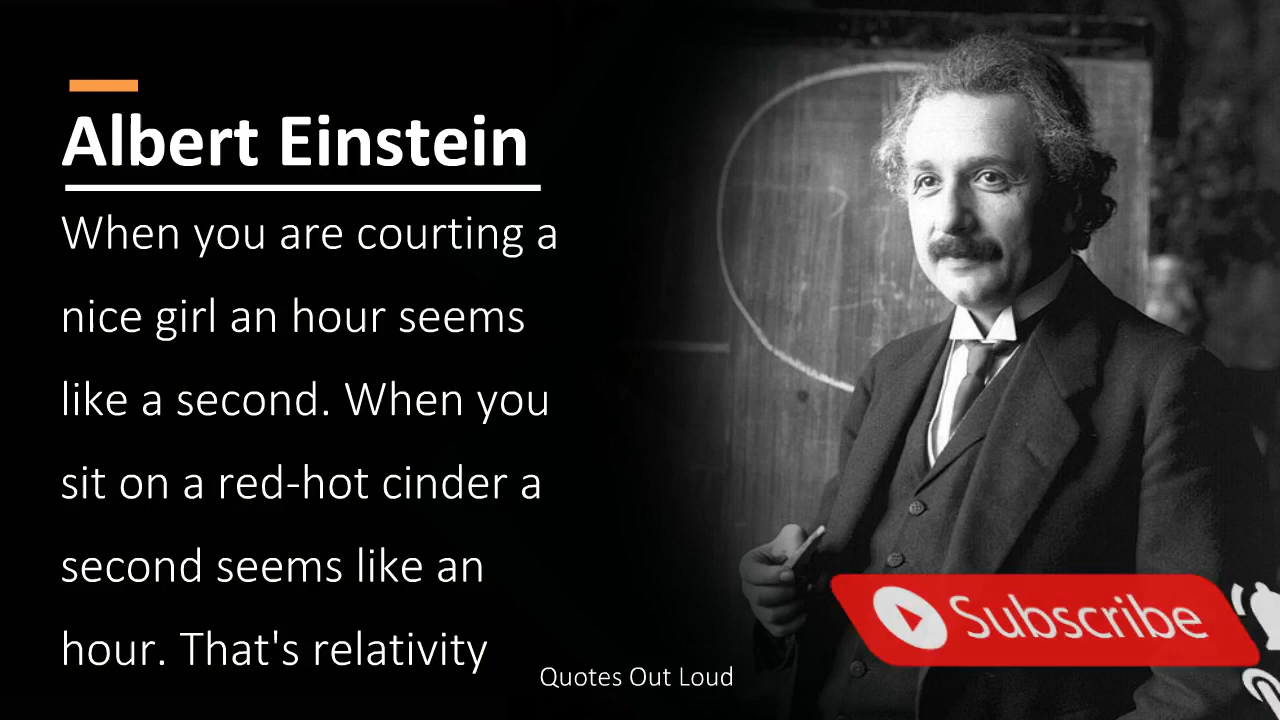 Albert Einstein
When you are courting a
nice girl an hour seems
like a second. When you
sit on a red-hot cinder a
second seems like an
hour. That's relativity
Quotes Out Loud
Subscribe